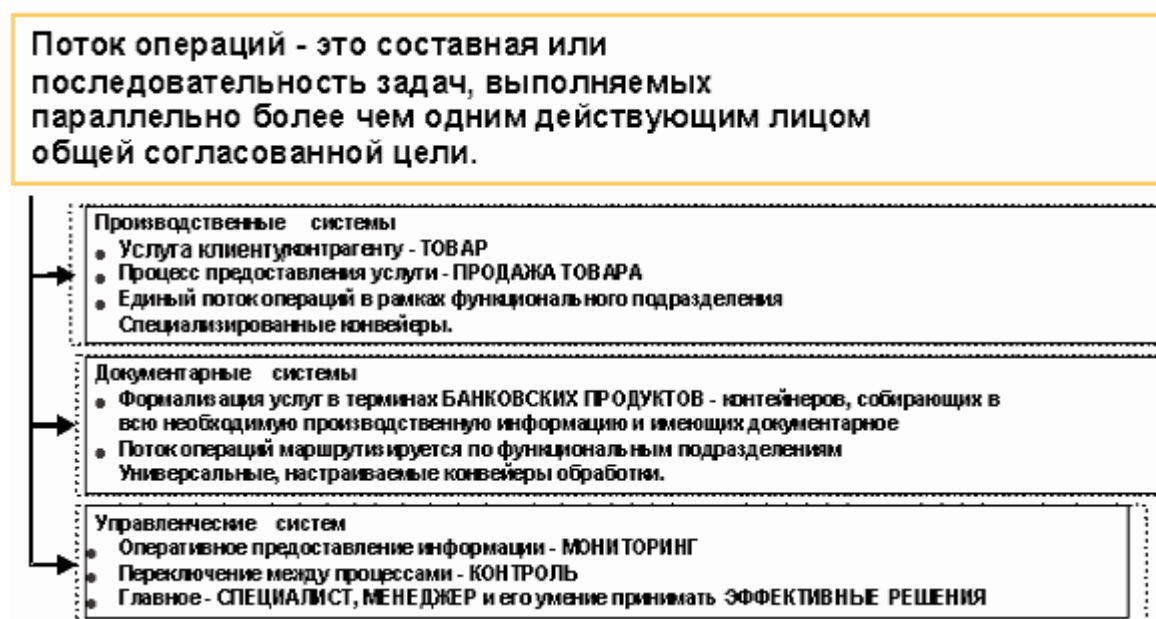 Поток операций - это составная или
последовательность задач, выполняемых
параллельно более чем одним действующим лицом
общей согласованной цели.
Производственные системы
• Услуга клиенту/контрагенту - ТОВАР
• Процесс предоставления услуги - ПРОДАЖА ТОВАРА
• Единый поток операций в рамках функционального подразделения
Специализированные конвейеры.
Документарные системы
• Формализация услуг в терминах БАНКОВСКИХ ПРОДУКТОВ - контейнеров, собирающих в
всю необходимую производственную информацию и имеющих документарное
• Поток операций маршрутизируется по функциональным подразделениям
Универсальные, настраиваемые конвейеры обработки.
Управленческие систем
• Оперативное предоставление информации - МОНИТОРИНГ
• Переключение между процессами - КОНТРОЛЬ
• Главное - СПЕЦИАЛИСТ, МЕНЕДЖЕР и его умение принимать ЭФФЕКТИВНЫЕ РЕШЕНИЯ